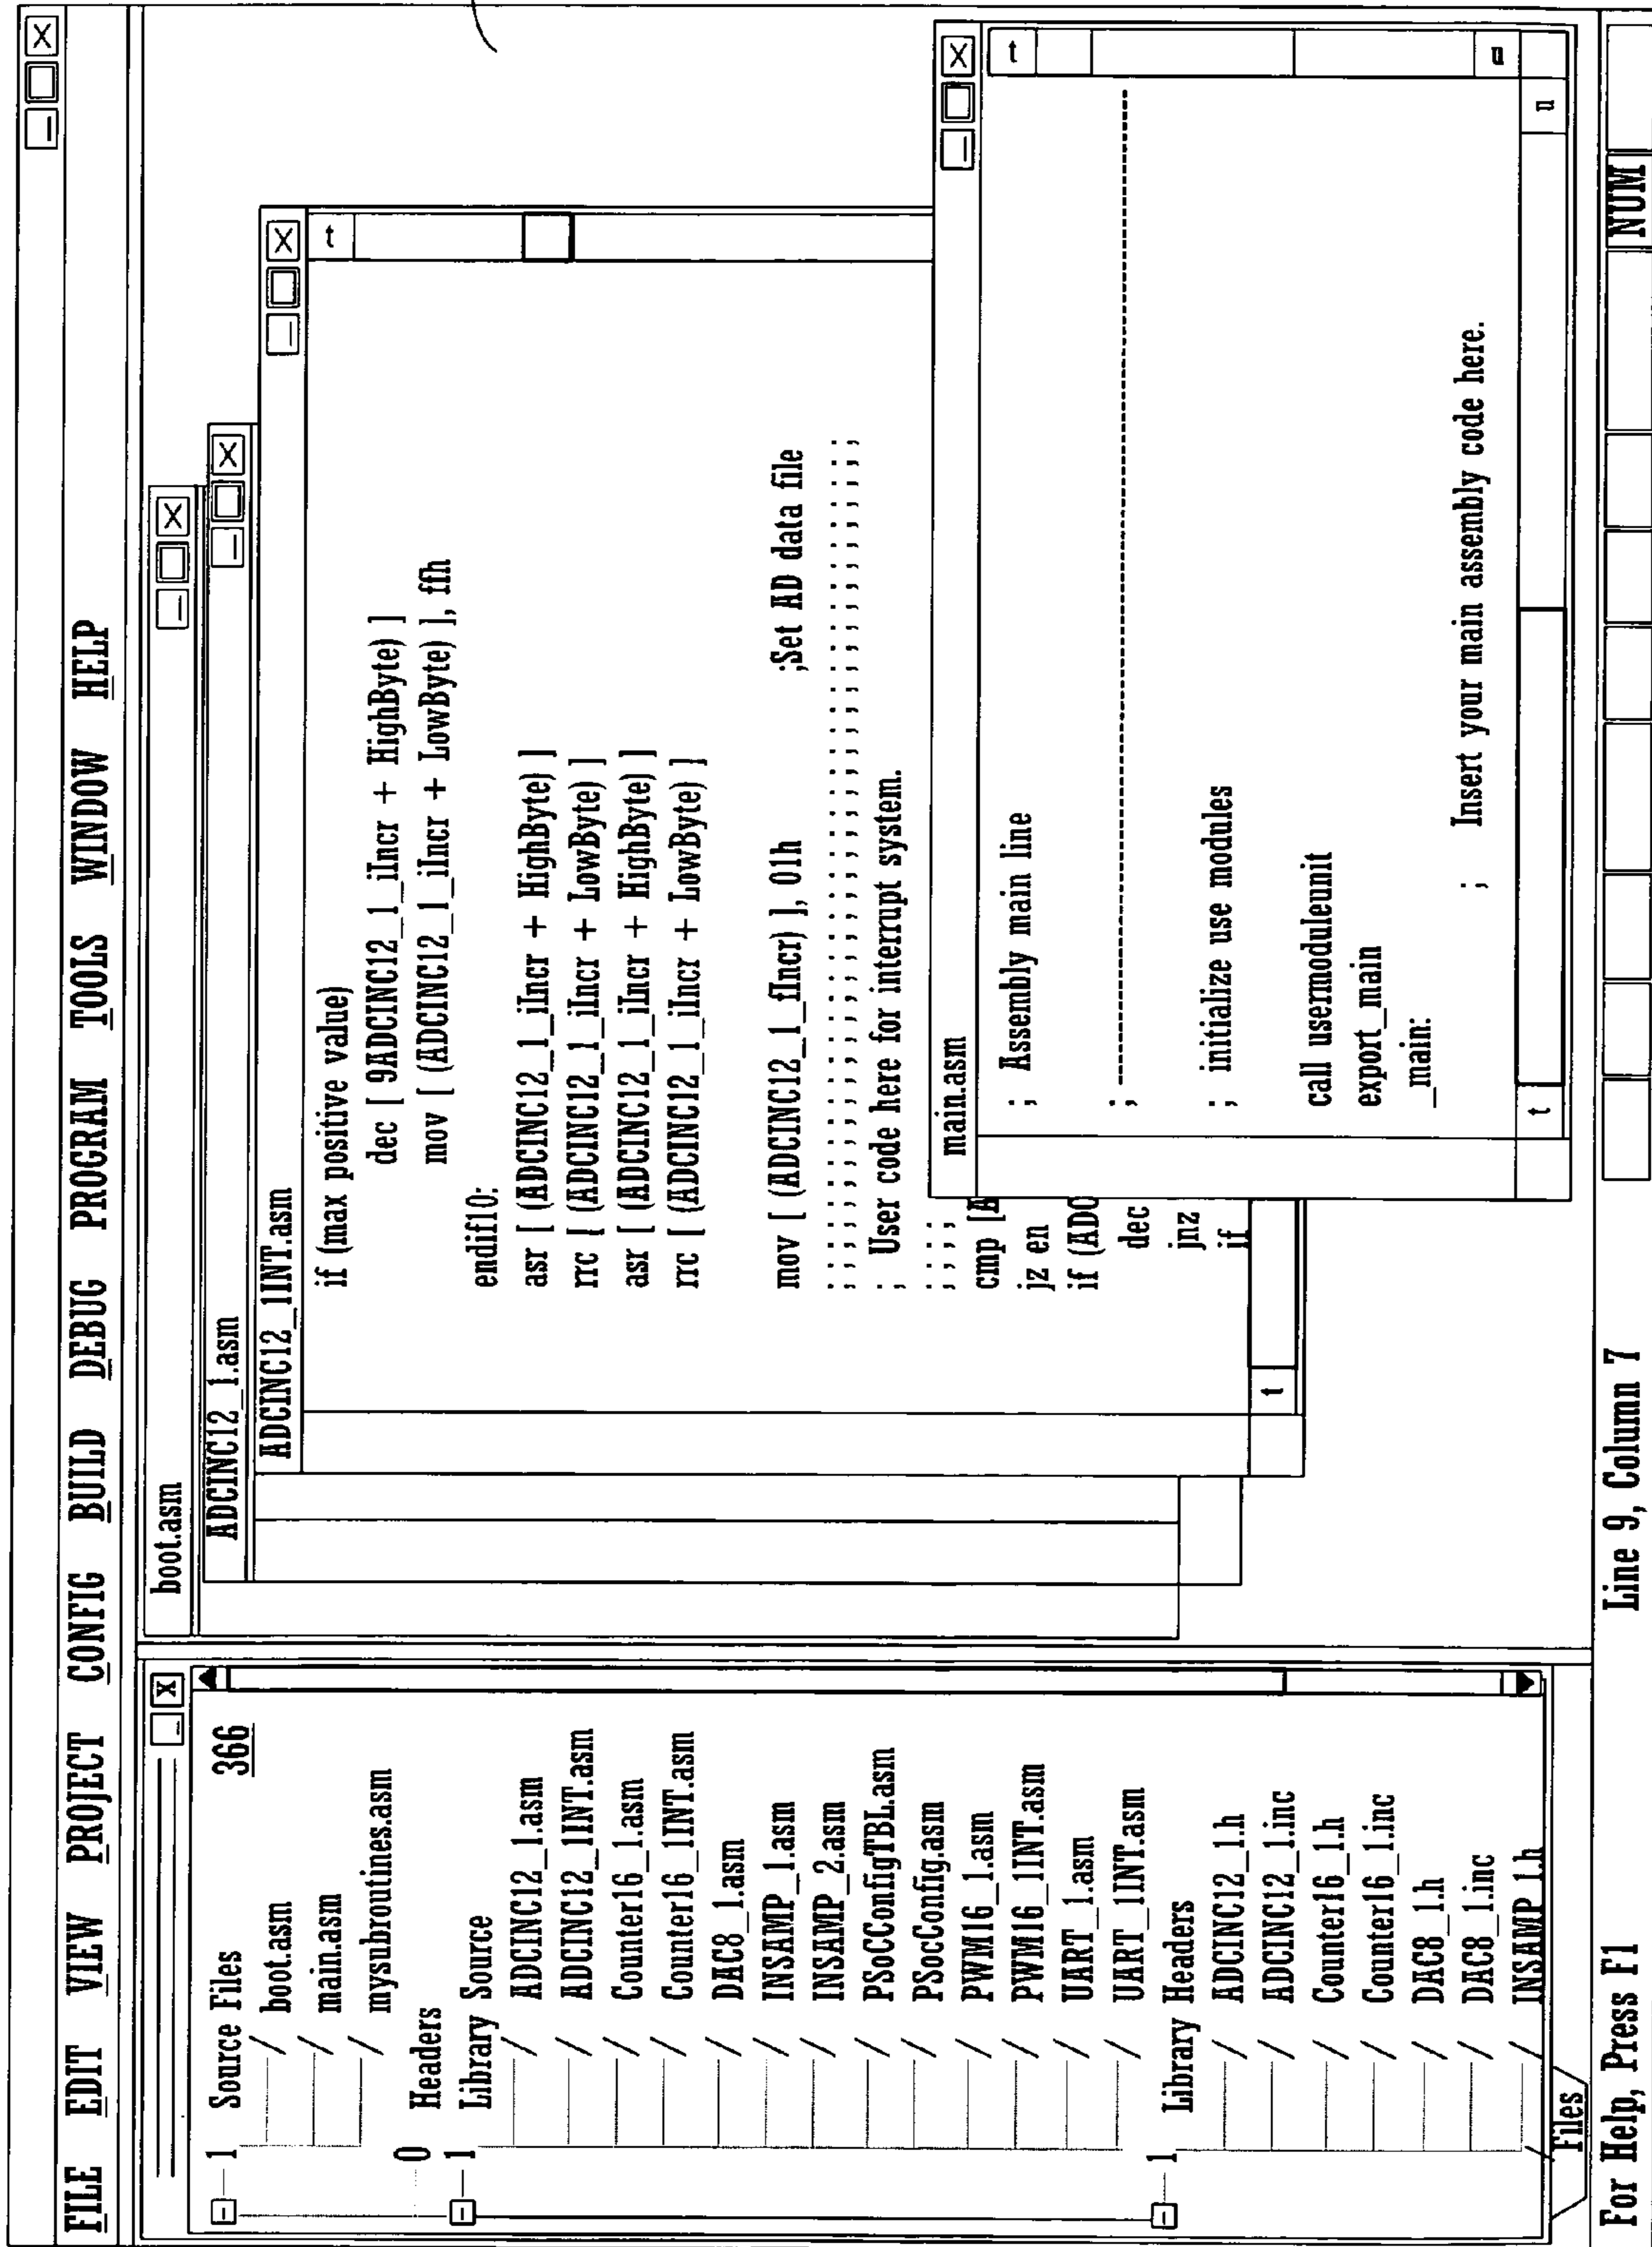 FILE EDIT VIEW PROJECT CONFIG BUILD DEBUG PROGRAM TOOLS WINDOW HELP
366
1 Source Files
boot.asm
main.asm
mysubroutines.asm
0 Headers
1 Library Source
ADCINC12_1.asm
ADCINC12_1INT.asm
Counter16_1.asm
Counter16_1INT.asm
DAC8_1.asm
INSAMP_1.asm
INSAMP_2.asm
PSoCConfigTBL.asm
PSocConfig.asm
PWM16_1.asm
PWM16_1INT.asm
UART_1.asm
UART_1INT.asm
1 Library Headers
ADCINC12_1.h
ADCINC12_1.inc
Counter16_1.h
Counter16_1.inc
DAC8_1.h
DAC8_1.inc
INSAMP_1.h
Files
boot.asm
ADCINC12_1.asm
ADCINC12_1INT.asm
t
if (max positive value)
dec [ 9ADCINC12_1_iIncr + HighByte) ]
mov [ (ADCINC12_1_iIncr + LowByte) ], ffh
endif10:
asr [ (ADCINC12_1_iIncr + HighByte) ]
rrc [ (ADCINC12_1_iIncr + LowByte) ]
asr [ (ADCINC12_1_iIncr + HighByte) ]
rrc [ (ADCINC12_1_iIncr + LowByte) ]
mov [ (ADCINC12_1_fIncr) ], 01h ;Set AD data file
;;;;;;;;;;;;;;;;;;;;;;;;;;;;;;;;;;;;;;;;;;;;
; User code here for interrupt system.
;;;;
cmp [A
jz en
if (ADC
dec
jnz
if
t
main.asm
t
; Assembly main line
;------------------------------------------------------------
; initialize use modules
call usermoduleunit
export_main
_main:
; Insert your main assembly code here.
u
t u
For Help, Press F1 Line 9, Column 7 NUM